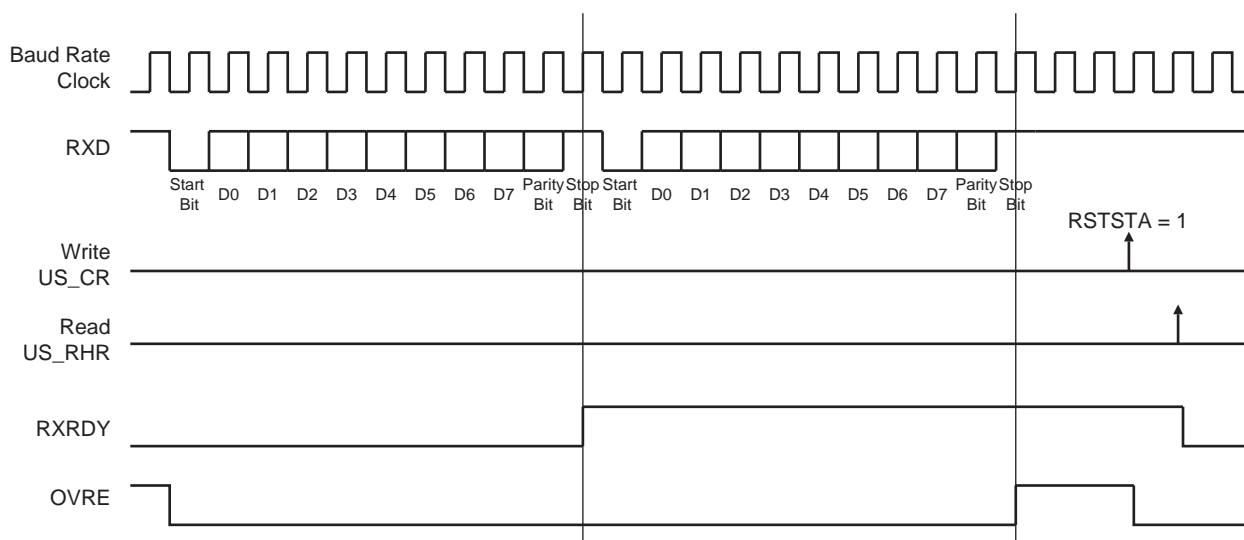 Baud Rate
Clock
RXD
Start
Bit
D0
D1
D2
D3
D4
D5
D6
D7
Parity
Bit
Stop
Bit
Start
Bit
D0
D1
D2
D3
D4
D5
D6
D7
Parity
Bit
Stop
Bit
RSTSTA = 1
Write
US_CR
Read
US_RHR
RXRDY
OVRE